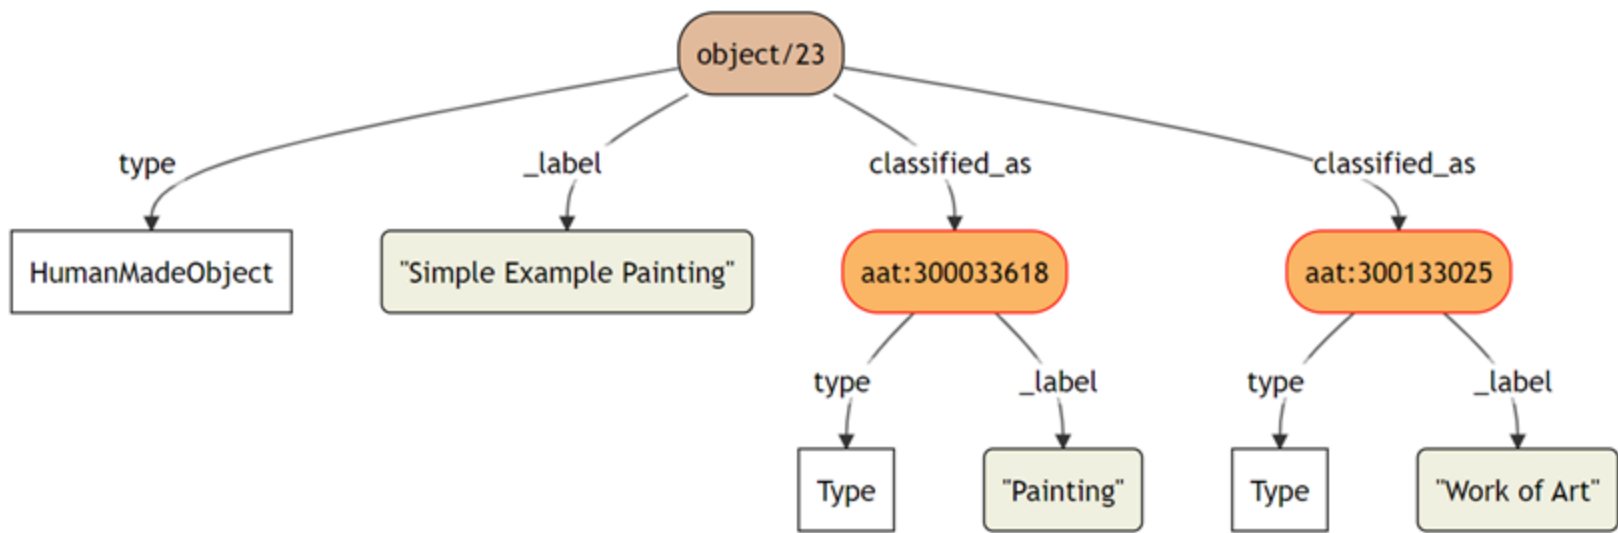 object/23
type
_label
classified_as
classified_as
HumanMadeObject
"Simple Example Painting"
aat:300033618
aat:300133025
type
_label
type
_label
Type
"Painting"
Type
"Work of Art"